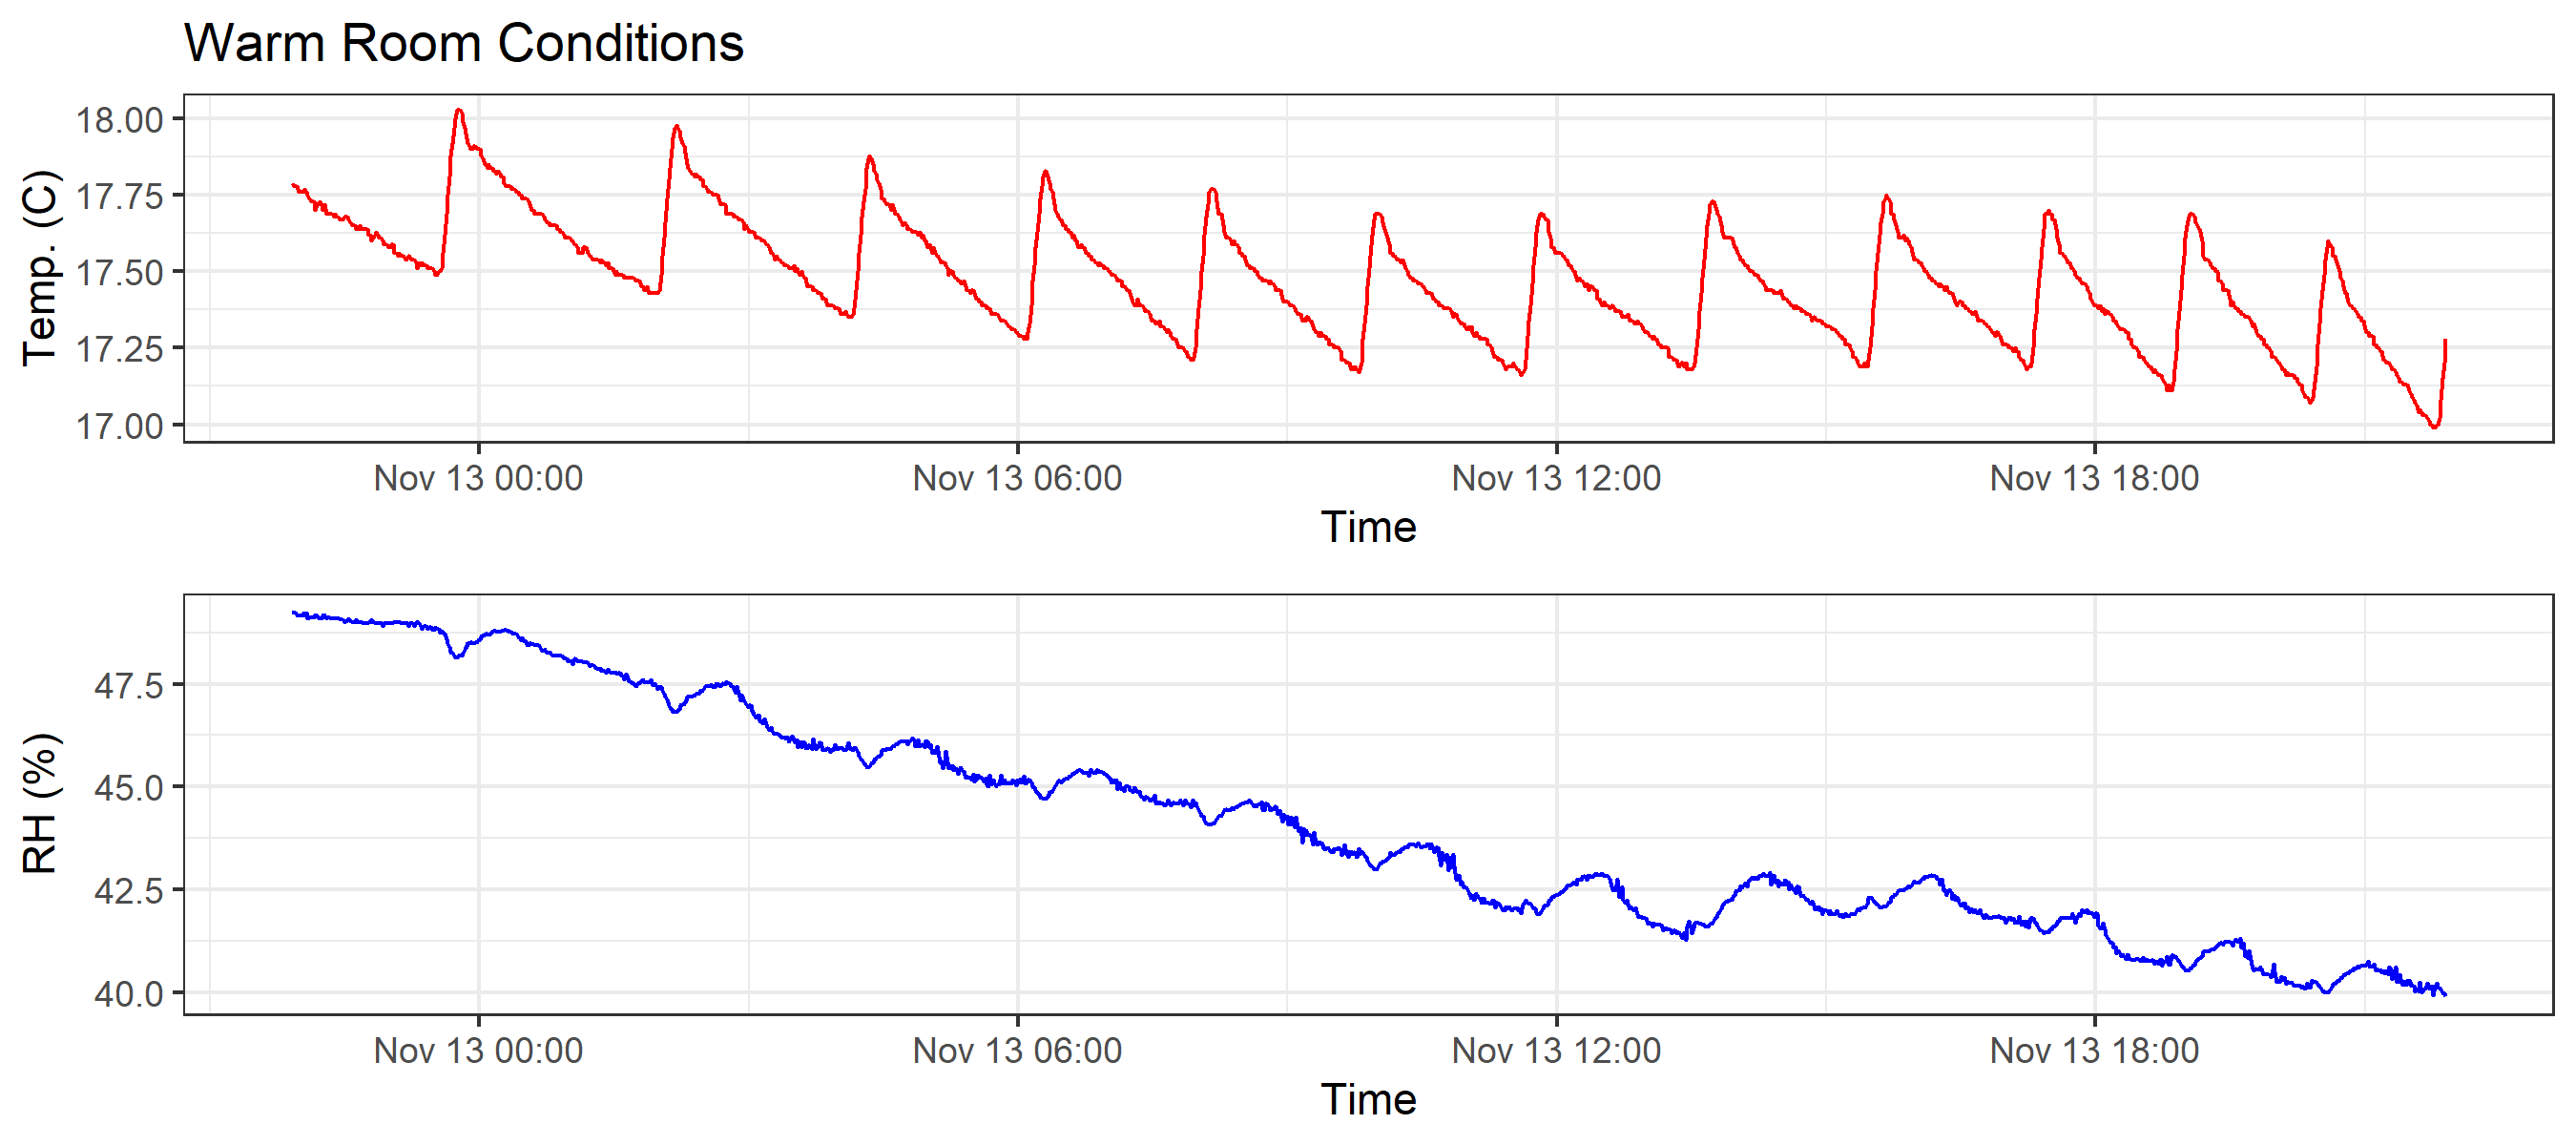 Warm Room Conditions
Temp. (C)
18.00
17.75
17.50
17.25
17.00
Nov 13 00:00 Nov 13 06:00 Nov 13 12:00 Nov 13 18:00
Time
RH (%)
47.5
45.0
42.5
40.0
Nov 13 00:00 Nov 13 06:00 Nov 13 12:00 Nov 13 18:00
Time